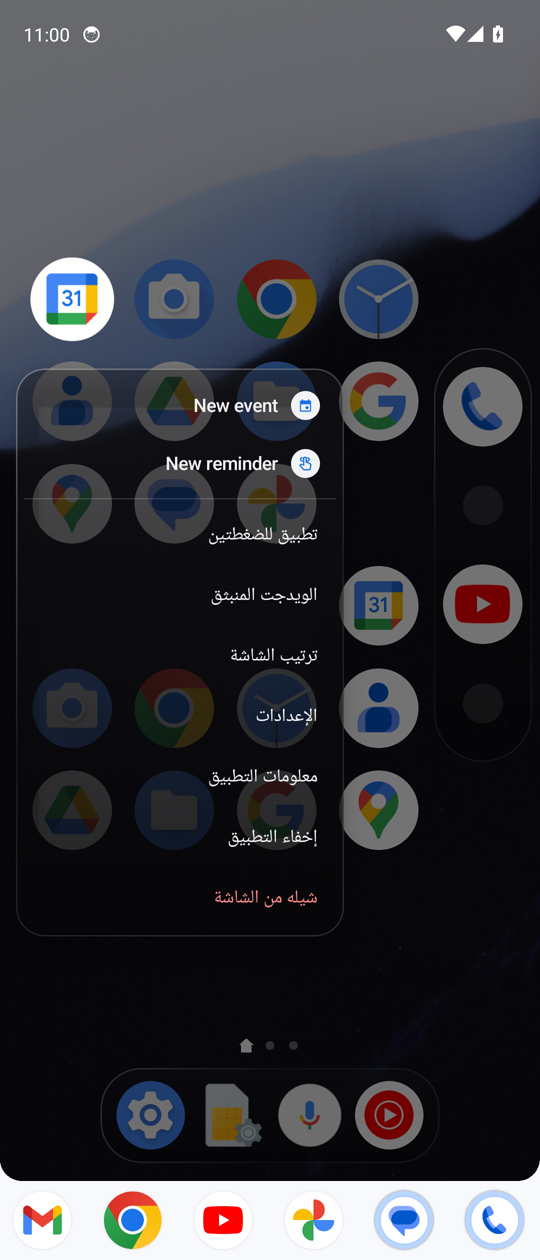 11:00
31
New event
New reminder
تطبيق للضغطتين
الويدجت المنبثق
31
ترتيب الشاشة
الإعدادات
معلومات التطبيق
إخفاء التطبيق
شيله من الشاشة